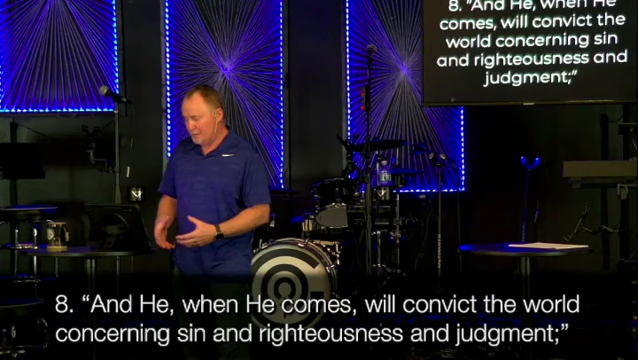 8. "And He, when He
comes, will convict the
world concerning sin
and righteousness and
judgment;"
8. “And He, when He comes, will convict the world
concerning sin and righteousness and judgment;”